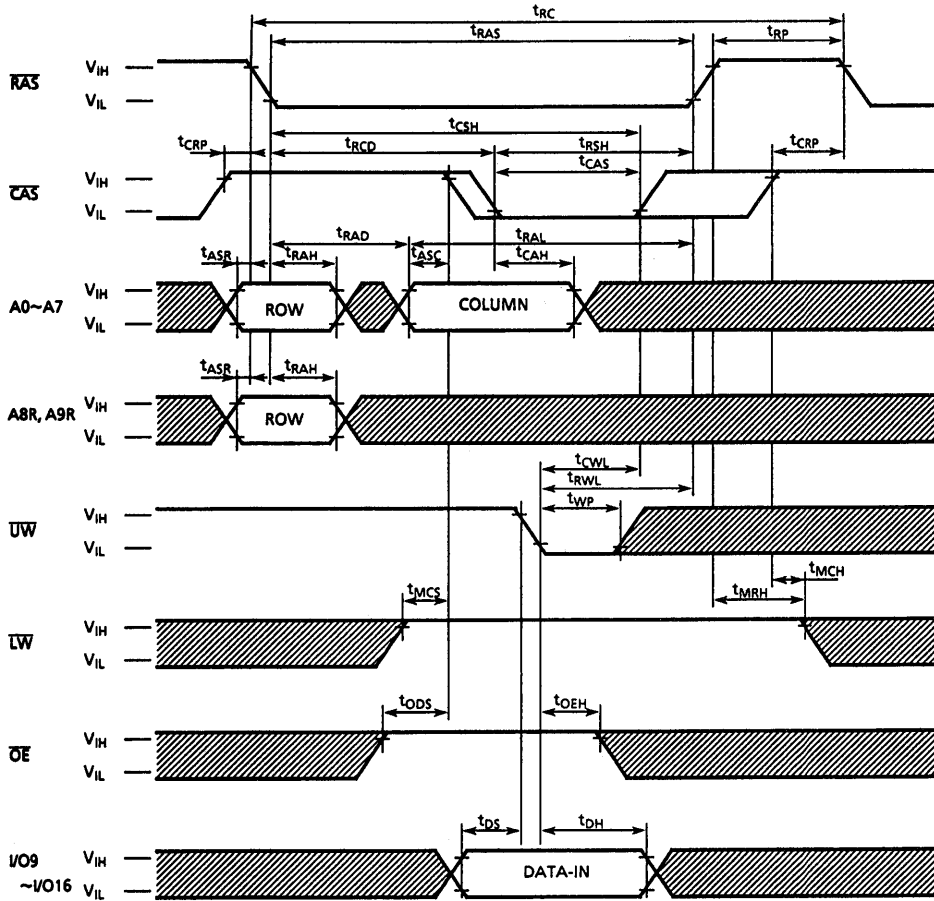 tRC
tRAS
tRP
RAS
VIH
VIL
tCSH
tCRP
tRCD
tRSH
tCRP
tCAS
CAS
VIH
VIL
tRAD
tRAL
tASR
tRAH
tASC
tCAH
A0~A7
VIH
VIL
ROW
COLUMN
tASR
tRAH
A8R, A9R
VIH
VIL
ROW
tCWL
tRWL
tWP
UW
VIH
VIL
tMCS
tMCH
tMRH
LW
VIH
VIL
tODS
tOEH
OE
VIH
VIL
tDS
tDH
I/O9
~I/O16
VIH
VIL
DATA-IN